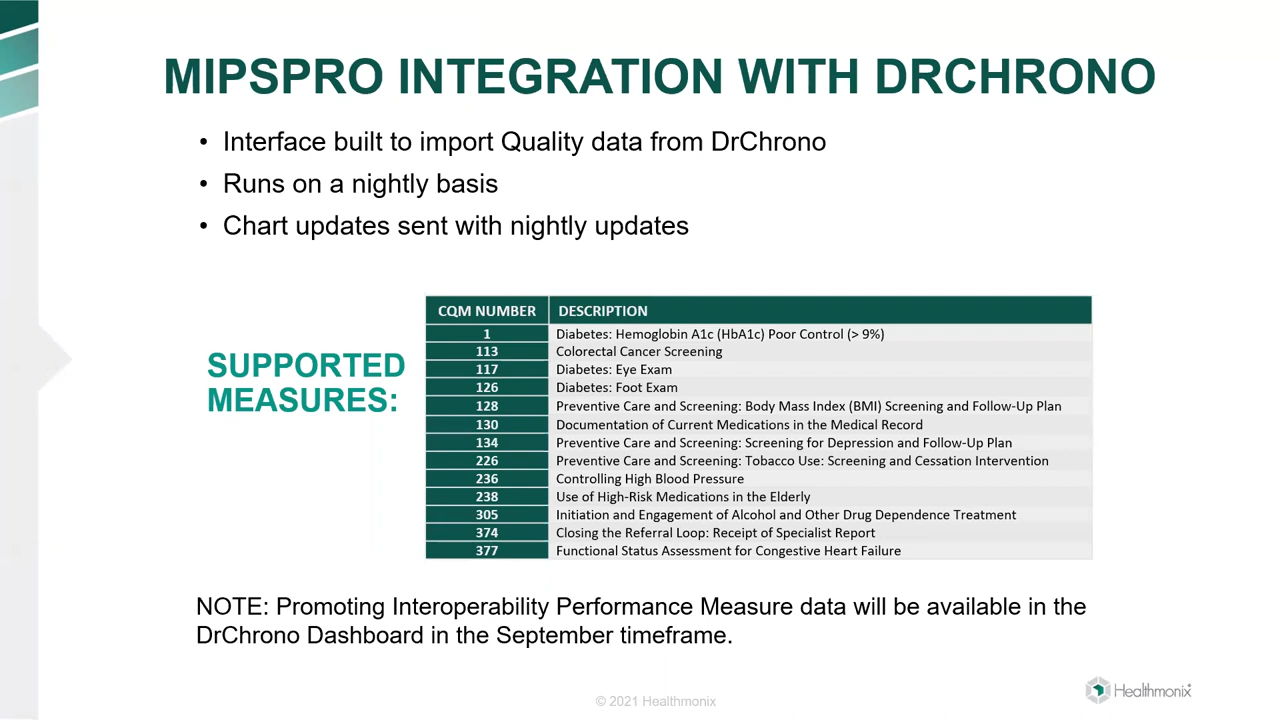 MIPSPRO INTEGRATION WITH DRCHRONO
• Interface built to import Quality data from DrChrono
• Runs on a nightly basis
• Chart updates sent with nightly updates
SUPPORTED
MEASURES:
CQM NUMBER DESCRIPTION
1 Diabetes: Hemoglobin A1c (HbA1c) Poor Control (> 9%)
113 Colorectal Cancer Screening
117 Diabetes: Eye Exam
126 Diabetes: Foot Exam
128 Preventive Care and Screening: Body Mass Index (BMI) Screening and Follow-Up Plan
130 Documentation of Current Medications in the Medical Record
134 Preventive Care and Screening: Screening for Depression and Follow-Up Plan
226 Preventive Care and Screening: Tobacco Use: Screening and Cessation Intervention
236 Controlling High Blood Pressure
238 Use of High-Risk Medications in the Elderly
305 Initiation and Engagement of Alcohol and Other Drug Dependence Treatment
374 Closing the Referral Loop: Receipt of Specialist Report
377 Functional Status Assessment for Congestive Heart Failure
NOTE: Promoting Interoperability Performance Measure data will be available in the
DrChrono Dashboard in the September timeframe.
© 2021 Healthmonix
Healthmonix